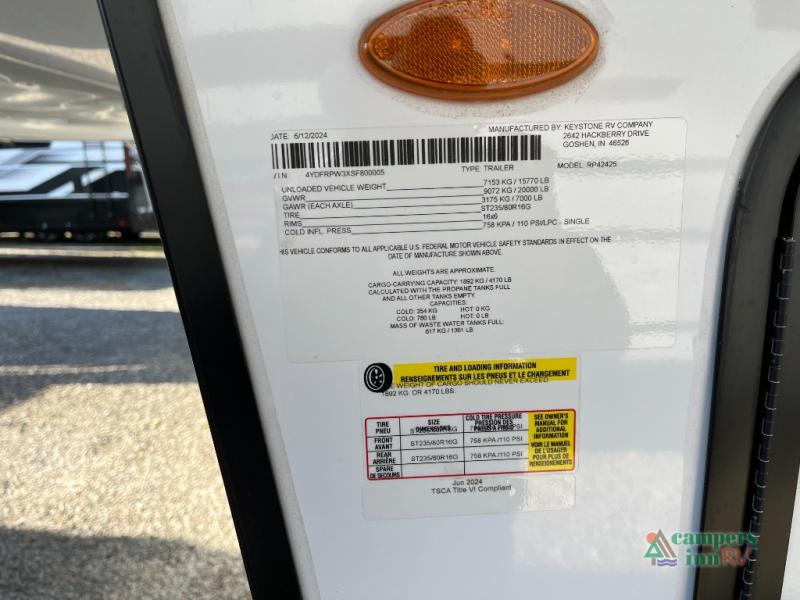 DATE: 6/12/2024
MANUFACTURED BY: KEYSTONE RV COMPANY
2642 HACKBERRY DRIVE
GOSHEN, IN 46526
VIN: 4YDFRPW3XSF800005
TYPE: TRAILER
MODEL: RP42425
UNLOADED VEHICLE WEIGHT 7153 KG / 15770 LB
GVWR 9072 KG / 20000 LB
GAWR (EACH AXLE) 3175 KG / 7000 LB
TIRE ST235/80R16G
RIMS 16x6
COLD INFL. PRESS 758 KPA / 110 PSI/LPC - SINGLE
THIS VEHICLE CONFORMS TO ALL APPLICABLE U.S. FEDERAL MOTOR VEHICLE SAFETY STANDARDS IN EFFECT ON THE
DATE OF MANUFACTURE SHOWN ABOVE.
ALL WEIGHTS ARE APPROXIMATE.
CARGO-CARRYING CAPACITY: 1892 KG / 4170 LB
CALCULATED WITH THE PROPANE TANKS FULL
AND ALL OTHER TANKS EMPTY.
CAPACITIES:
COLD: 354 KG HOT: 0 KG
COLD: 780 LB HOT: 0 LB
MASS OF WASTE WATER TANKS FULL:
617 KG / 1361 LB
TIRE AND LOADING INFORMATION
RENSEIGNEMENTS SUR LES PNEUS ET LE CHARGEMENT
WEIGHT OF CARGO SHOULD NEVER EXCEED
1892 KG OR 4170 LBS.
TIRE
PNEU
SIZE
DIMENSIONS
COLD TIRE PRESSURE
PRESSION DES
PNEUS A FROID
FRONT
AVANT
ST235/80R16G
758 KPA /110 PSI
REAR
ARRIÈRE
ST235/80R16G
758 KPA /110 PSI
SPARE
DE SECOURS
SEE OWNER'S
MANUAL FOR
ADDITIONAL
INFORMATION
VOIR LE MANUEL
DE L'USAGER
POUR PLUS DE
RENSEIGNEMENTS
Jun 2024
TSCA Title VI Compliant
campers
inn RV